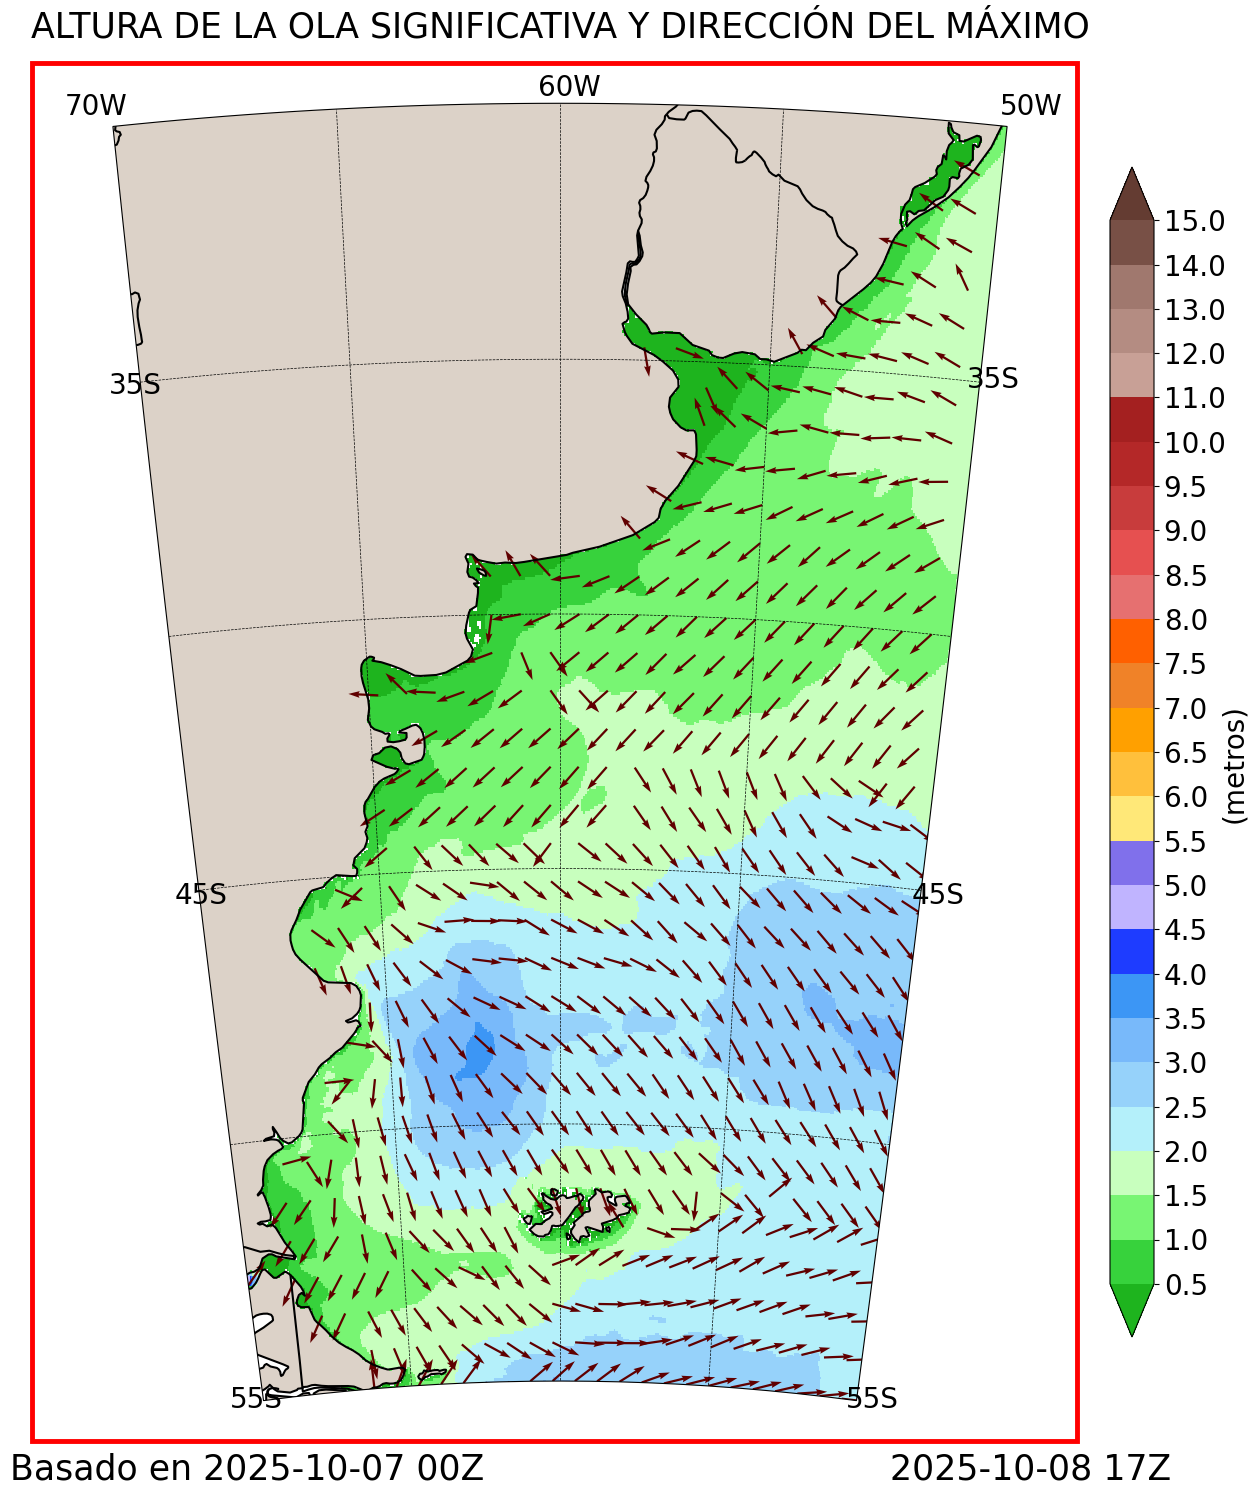 ALTURA DE LA OLA SIGNIFICATIVA Y DIRECCIÓN DEL MÁXIMO
70W
60W
50W
35S
35S
45S
45S
55S
55S
15.0
14.0
13.0
12.0
11.0
10.0
9.5
9.0
8.5
8.0
7.5
7.0
6.5
6.0
5.5
5.0
4.5
4.0
3.5
3.0
2.5
2.0
1.5
1.0
0.5
(metros)
Basado en 2025-10-07 00Z
2025-10-08 17Z